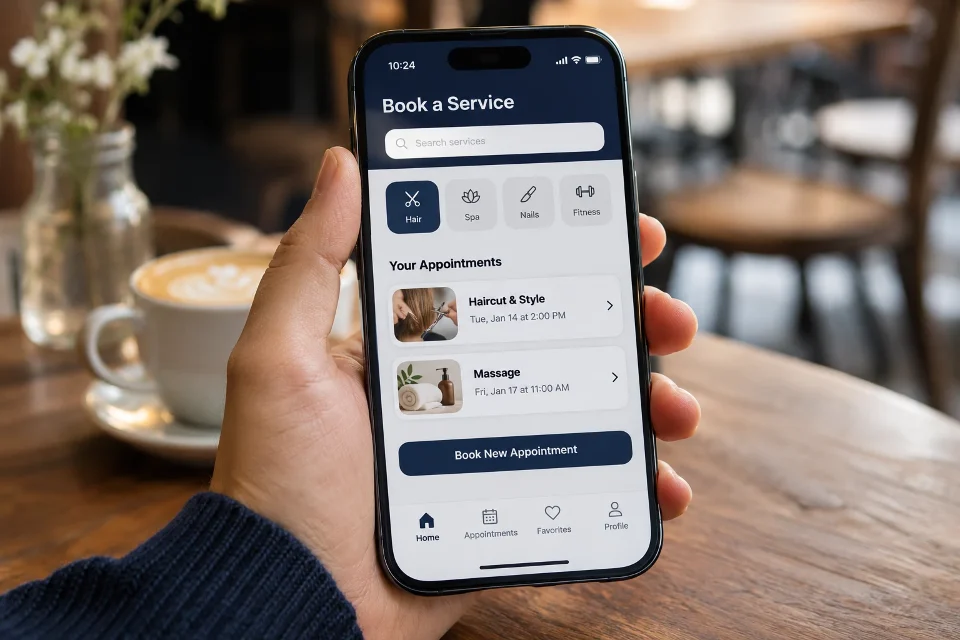 10:24
Book a Service
Search services
Hair
Spa
Nails
Fitness
Your Appointments
Haircut & Style
Tue, Jan 14 at 2:00 PM
Massage
Fri, Jan 17 at 11:00 AM
Book New Appointment
Home
Appointments
Favorites
Profile